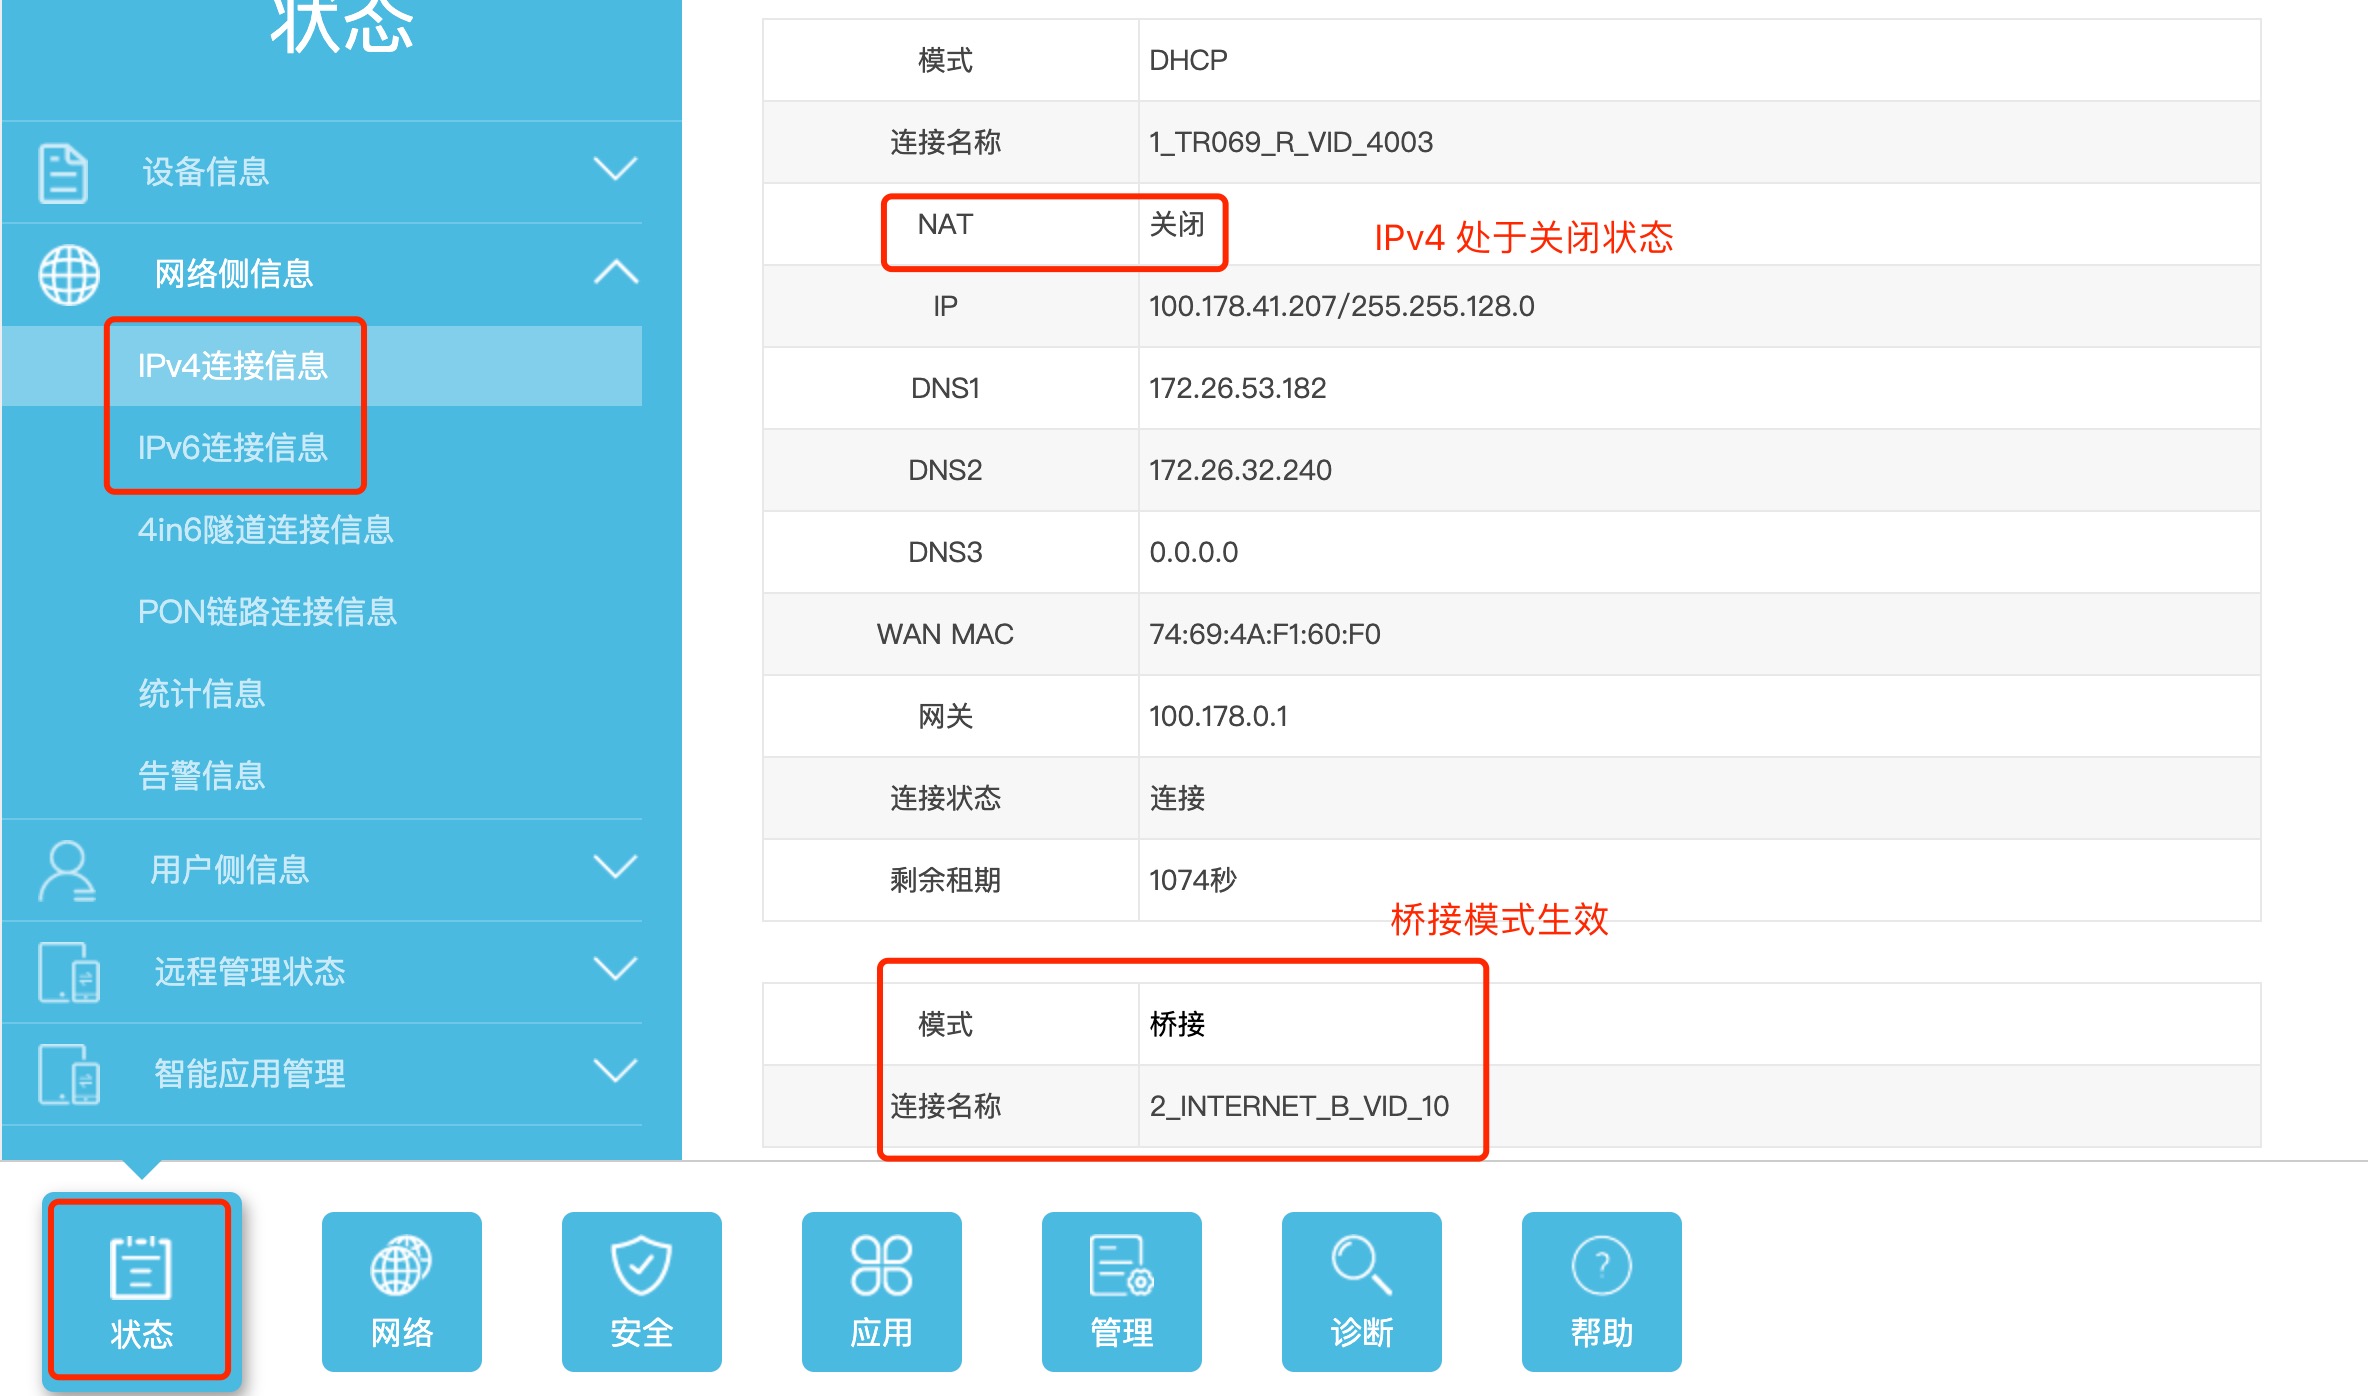 状态
设备信息
网络侧信息
IPv4连接信息
IPv6连接信息
4in6隧道连接信息
PON链路连接信息
统计信息
告警信息
用户侧信息
远程管理状态
智能应用管理
模式 DHCP
连接名称 1_TR069_R_VID_4003
NAT 关闭
IPv4 处于关闭状态
IP 100.178.41.207/255.255.128.0
DNS1 172.26.53.182
DNS2 172.26.32.240
DNS3 0.0.0.0
WAN MAC 74:69:4A:F1:60:F0
网关 100.178.0.1
连接状态 连接
剩余租期 1074秒
桥接模式生效
模式 桥接
连接名称 2_INTERNET_B_VID_10
状态
网络
安全
应用
管理
诊断
帮助